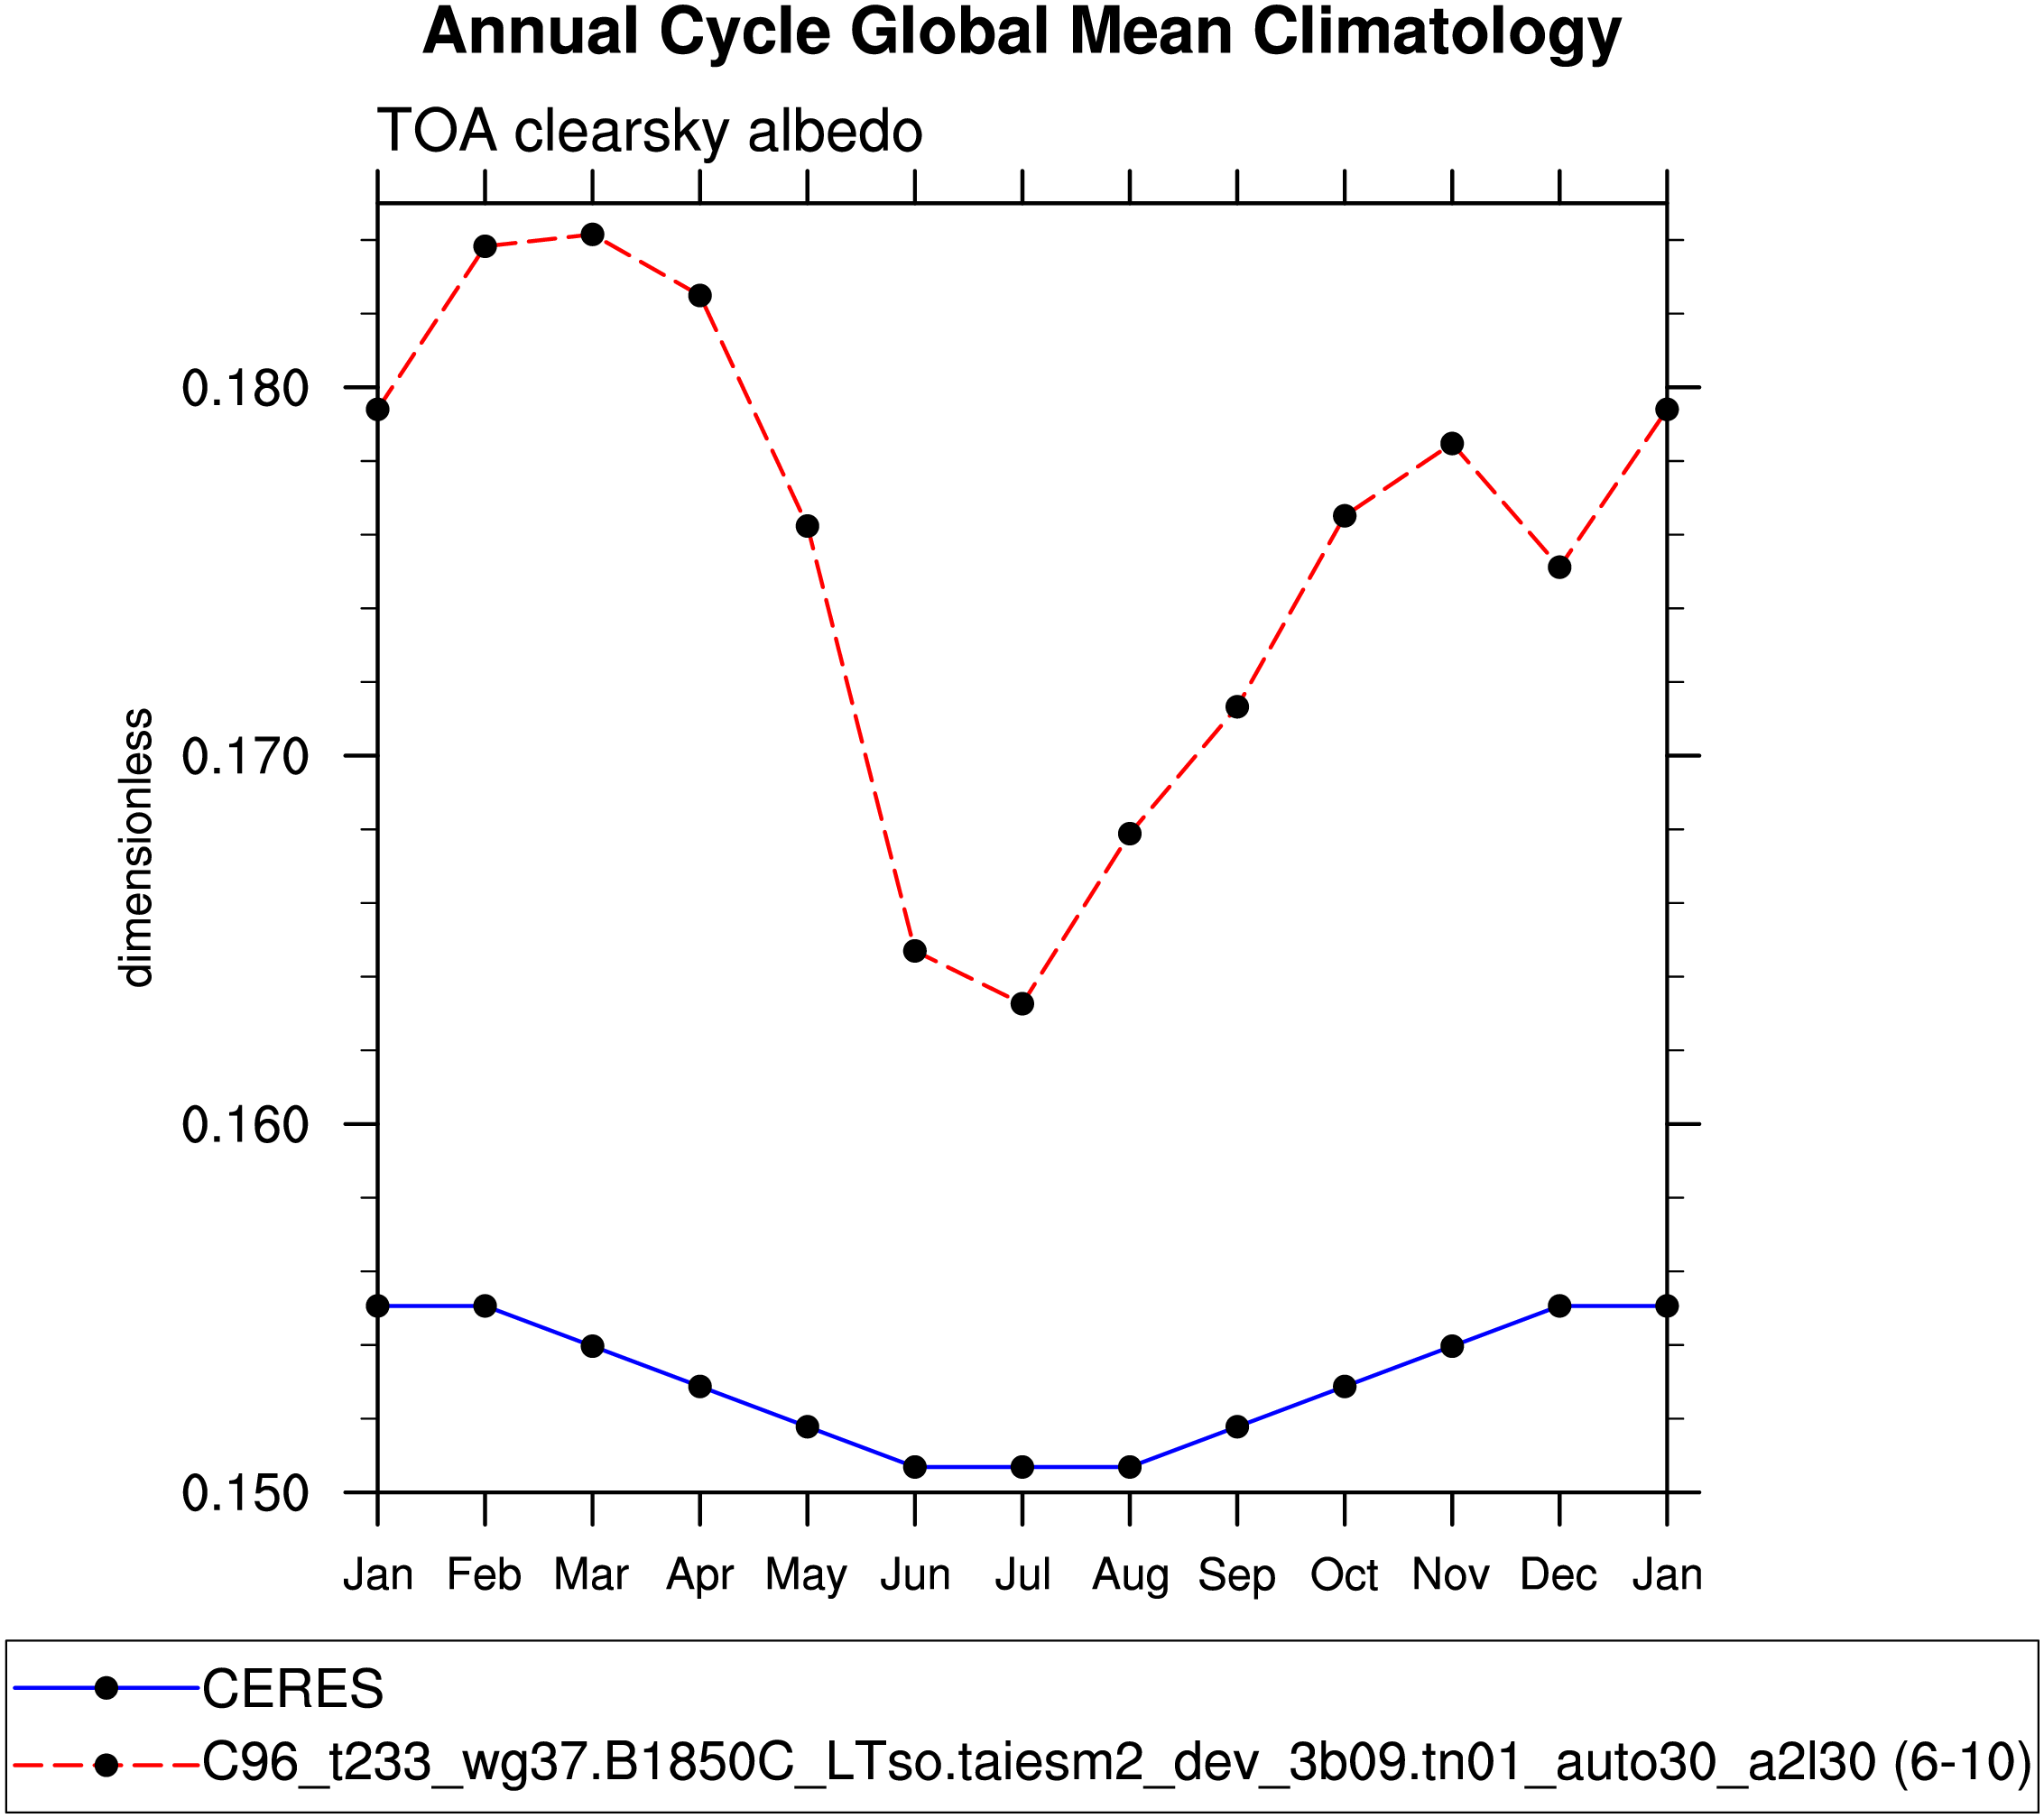 Annual Cycle Global Mean Climatology
TOA clearsky albedo
0.180
0.170
0.160
0.150
dimensionless
Jan Feb Mar Apr May Jun Jul Aug Sep Oct Nov Dec Jan
CERES
C96_t233_wg37.B1850C_LTso.taiesm2_dev_3b09.tn01_auto30_a2l30 (6-10)